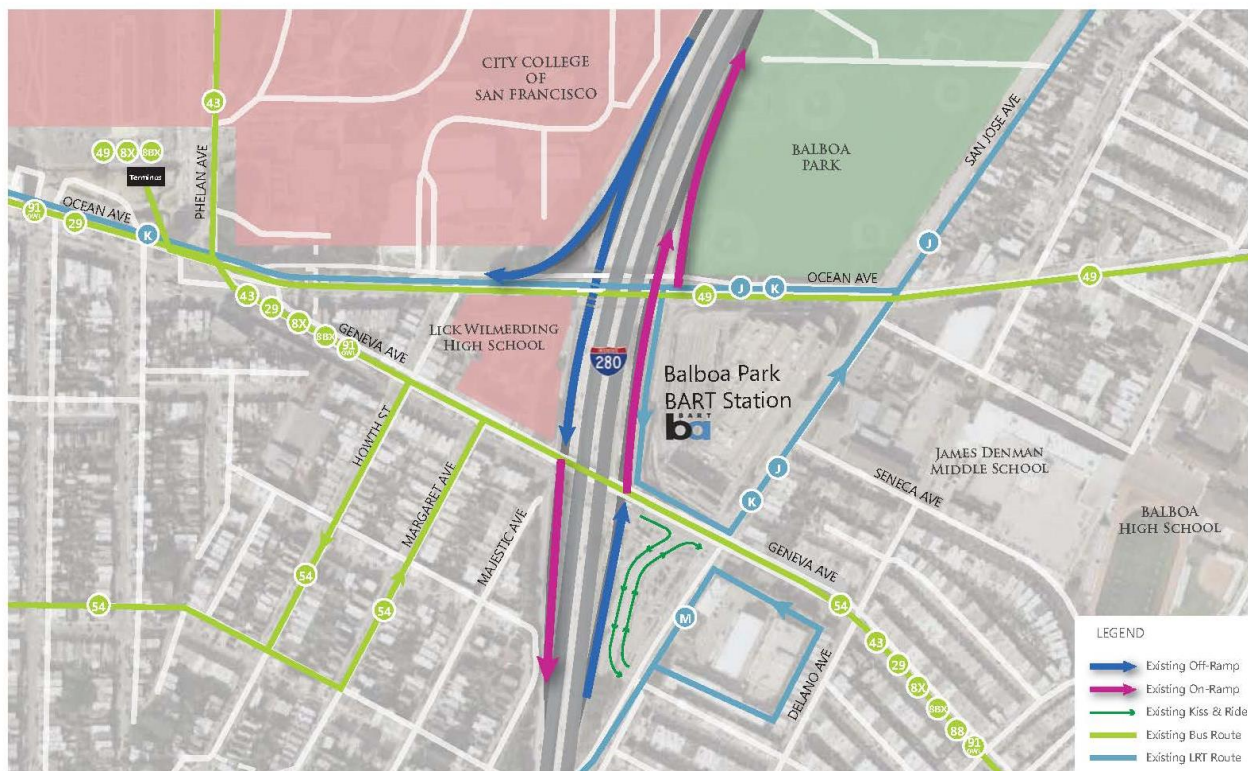 CITY COLLEGE
OF
SAN FRANCISCO
43
49 8X 8BX
Terminus
PHELAN AVE
BALBOA
PARK
SAN JOSE AVE
91
OWL
29
OCEAN AVE
K
J
OCEAN AVE
49
49
J K
43
29
8X
8BX
91
OWL
GENEVA AVE
LICK WILMERDING
HIGH SCHOOL
280
Balboa Park
BART Station
BART
ba
HOWTH ST
MARGARET AVE
MAJESTIC AVE
JAMES DENMAN
MIDDLE SCHOOL
SENECA AVE
J
K
BALBOA
HIGH SCHOOL
GENEVA AVE
54
54
54
54
M
DELANO AVE
43
29
8X
8BX
88
91
OWL
LEGEND
Existing Off-Ramp
Existing On-Ramp
Existing Kiss & Ride
Existing Bus Route
Existing LRT Route